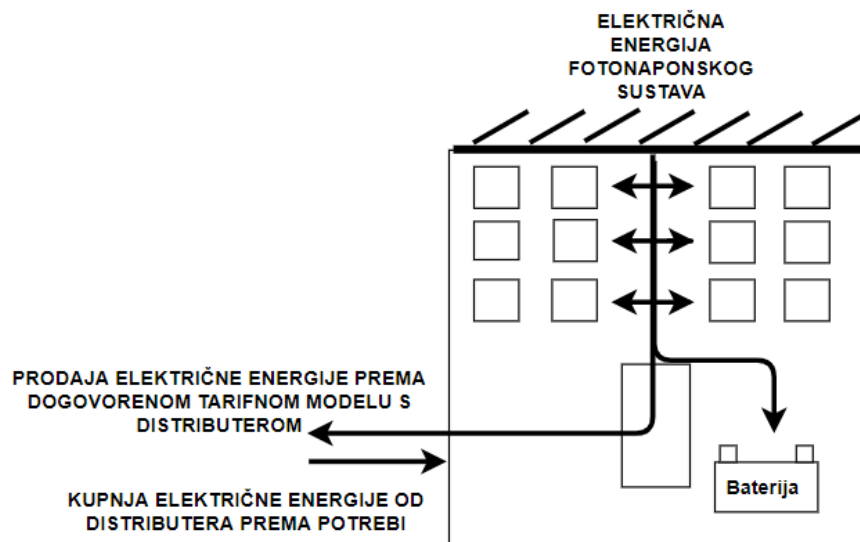 ELEKTRIČNA
ENERGIJA
FOTONAPONSKOG
SUSTAVA
PRODAJA ELEKTRIČNE ENERGIJE PREMA
DOGOVORENOM TARIFNOM MODELU S
DISTRIBUTEROM
KUPNJA ELEKTRIČNE ENERGIJE OD
DISTRIBUTERA PREMA POTREBI
Baterija